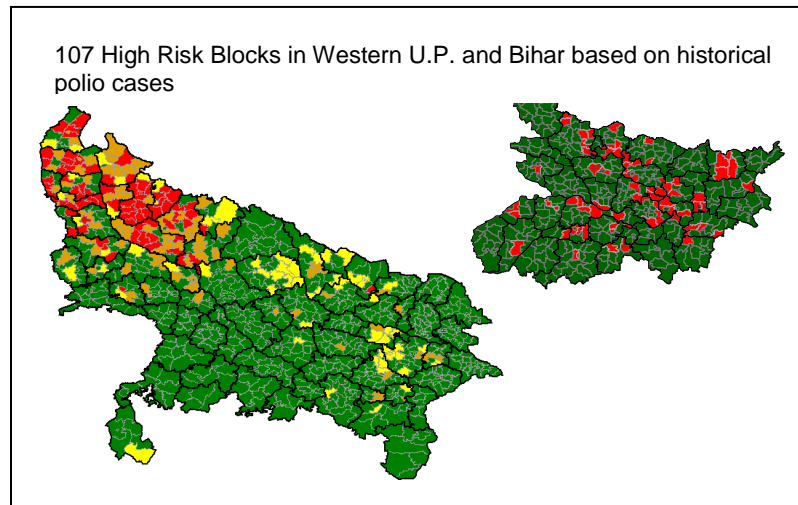 107 High Risk Blocks in Western U.P. and Bihar based on historical
polio cases